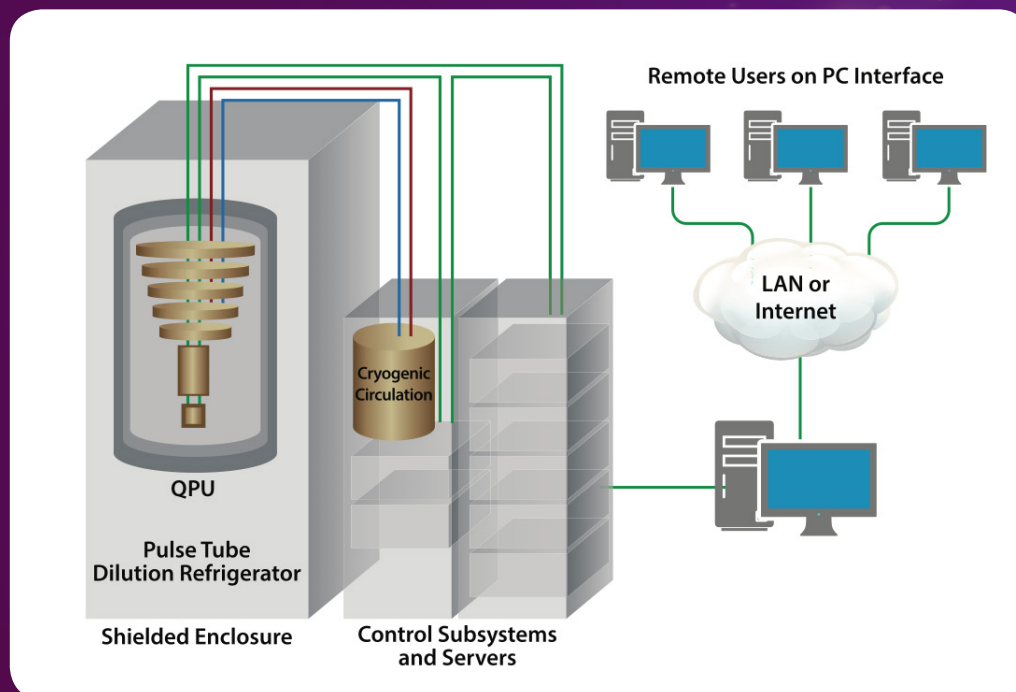 Remote Users on PC Interface
LAN or
Internet
Cryogenic
Circulation
QPU
Pulse Tube
Dilution Refrigerator
Shielded Enclosure
Control Subsystems
and Servers